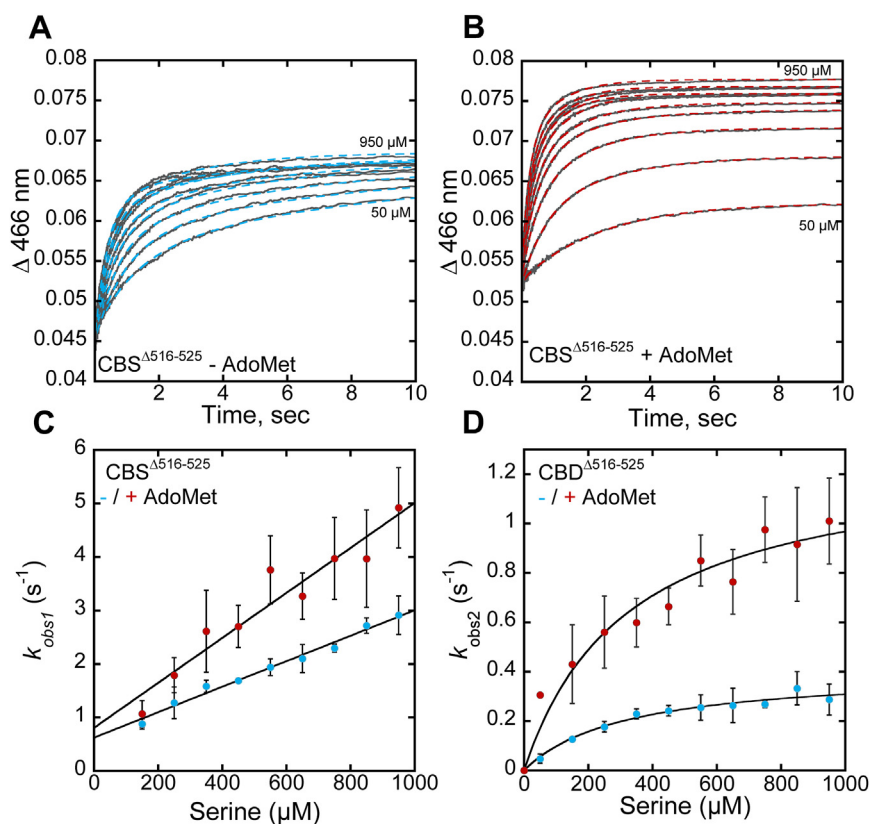 A
0.08
0.075
0.07
0.065
0.06
0.055
0.05
0.045
0.04
Δ 466 nm
950 µM
50 µM
CBS^Δ516-525 - AdoMet
2 4 6 8 10
Time, sec
B
0.08
0.075
0.07
0.065
0.06
0.055
0.05
0.045
0.04
Δ 466 nm
950 µM
50 µM
CBS^Δ516-525 + AdoMet
2 4 6 8 10
Time, sec
C
6
5
4
3
2
1
0
k_obs1 (s^-1)
CBS^Δ516-525
- / + AdoMet
0 200 400 600 800 1000
Serine (µM)
D
1.2
1
0.8
0.6
0.4
0.2
0
k_obs2 (s^-1)
CBD^Δ516-525
- / + AdoMet
0 200 400 600 800 1000
Serine (µM)